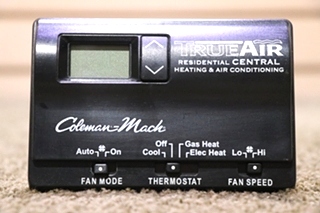 TRUEAIR
RESIDENTIAL CENTRAL
HEATING & AIR CONDITIONING
Coleman-Mach
Auto On
Off Gas Heat
Cool Elec Heat
Lo Hi
FAN MODE THERMOSTAT FAN SPEED